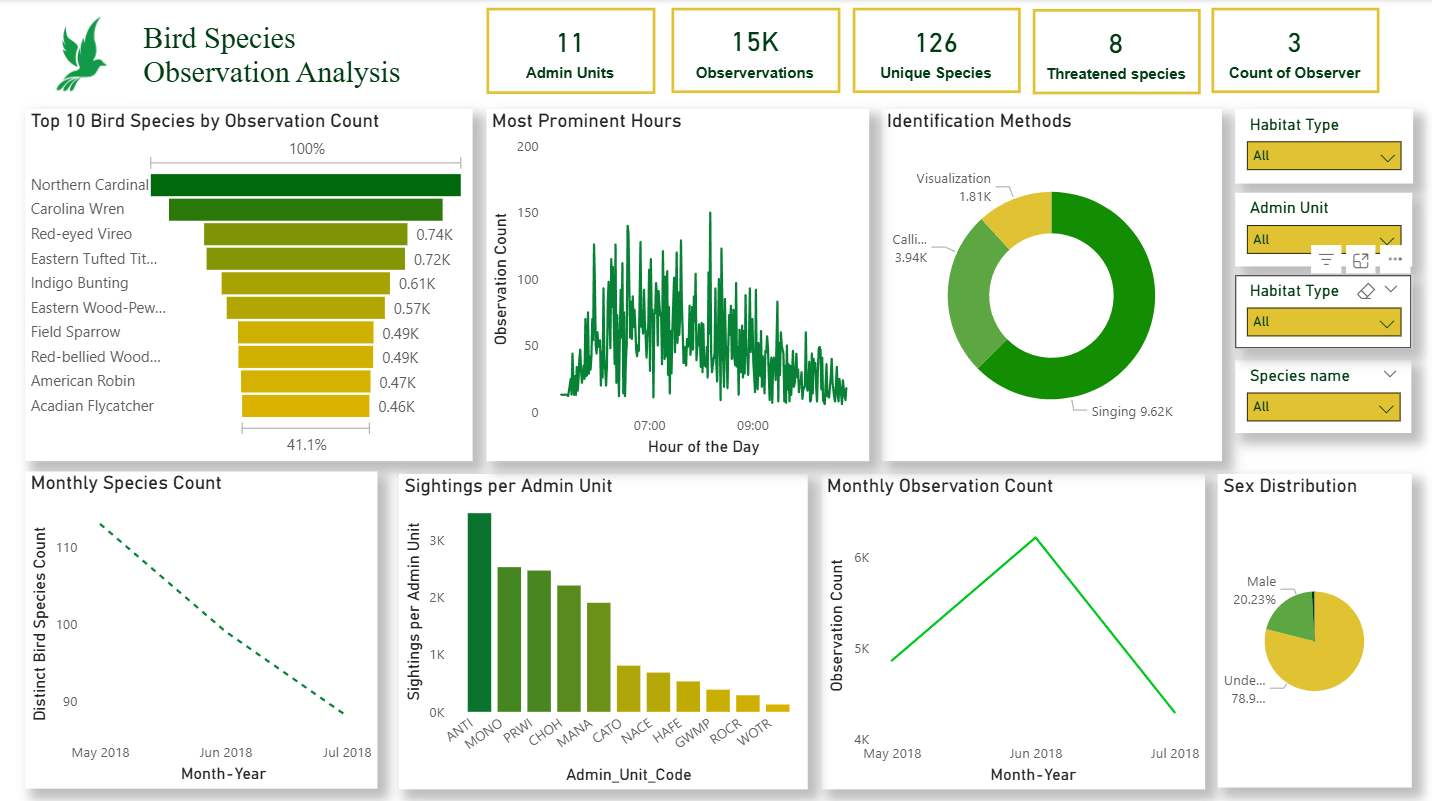 Bird Species
Observation Analysis
11
Admin Units
15K
Observervations
126
Unique Species
8
Threatened species
3
Count of Observer
Top 10 Bird Species by Observation Count
100%
Northern Cardinal
Carolina Wren
Red-eyed Vireo
0.74K
Eastern Tufted Tit...
0.72K
Indigo Bunting
0.61K
Eastern Wood-Pew...
0.57K
Field Sparrow
0.49K
Red-bellied Wood...
0.49K
American Robin
0.47K
Acadian Flycatcher
0.46K
41.1%
Most Prominent Hours
Observation Count
200
150
100
50
0
07:00
09:00
Hour of the Day
Identification Methods
Visualization
1.81K
Calli...
3.94K
Singing 9.62K
Habitat Type
All
Admin Unit
All
Habitat Type
All
Species name
All
Monthly Species Count
Distinct Bird Species Count
110
100
90
May 2018
Jun 2018
Jul 2018
Month-Year
Sightings per Admin Unit
Sightings per Admin Unit
3K
2K
1K
0K
ANTI
MONO
PRWI
CHOH
MANA
CATO
NACE
HAFE
GWMP
ROCR
WOTR
Admin_Unit_Code
Monthly Observation Count
Observation Count
6K
5K
4K
May 2018
Jun 2018
Jul 2018
Month-Year
Sex Distribution
Male
20.23%
Unde...
78.9...